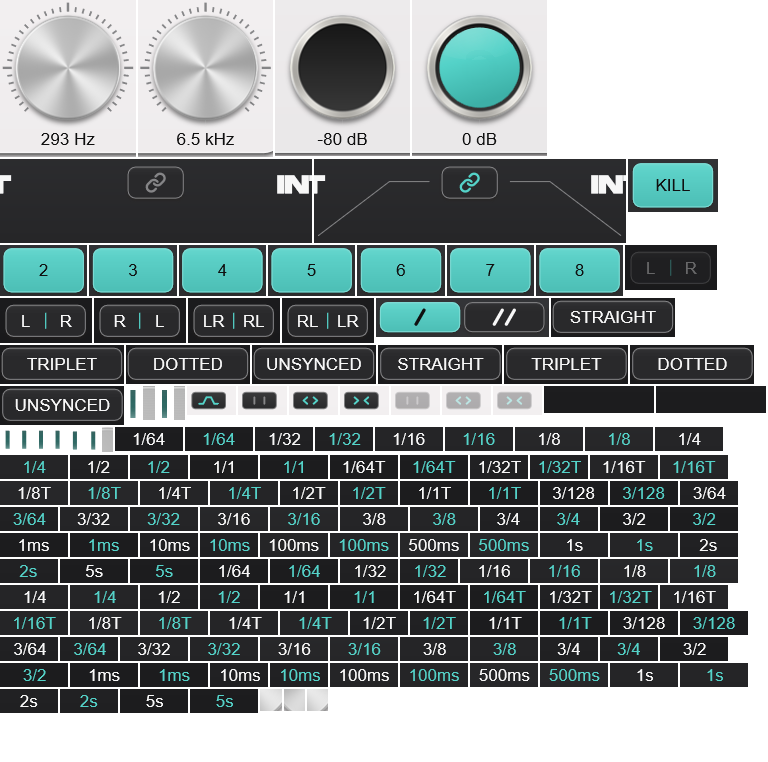 293 Hz 6.5 kHz -80 dB 0 dB
INT INT KILL
2 3 4 5 6 7 8 L | R
L | R R | L LR | RL RL | LR / // STRAIGHT
TRIPLET DOTTED UNSYNCED STRAIGHT TRIPLET DOTTED
UNSYNCED
1/64 1/64 1/32 1/32 1/16 1/16 1/8 1/8 1/4
1/4 1/2 1/2 1/1 1/1 1/64T 1/64T 1/32T 1/32T 1/16T 1/16T
1/8T 1/8T 1/4T 1/4T 1/2T 1/2T 1/1T 1/1T 3/128 3/128 3/64
3/64 3/32 3/32 3/16 3/16 3/8 3/8 3/4 3/4 3/2 3/2
1ms 1ms 10ms 10ms 100ms 100ms 500ms 500ms 1s 1s 2s
2s 5s 5s 1/64 1/64 1/32 1/32 1/16 1/16 1/8 1/8
1/4 1/4 1/2 1/2 1/1 1/1 1/64T 1/64T 1/32T 1/32T 1/16T
1/16T 1/8T 1/8T 1/4T 1/4T 1/2T 1/2T 1/1T 1/1T 3/128 3/128
3/64 3/64 3/32 3/32 3/16 3/16 3/8 3/8 3/4 3/4 3/2
3/2 1ms 1ms 10ms 10ms 100ms 100ms 500ms 500ms 1s 1s
2s 2s 5s 5s